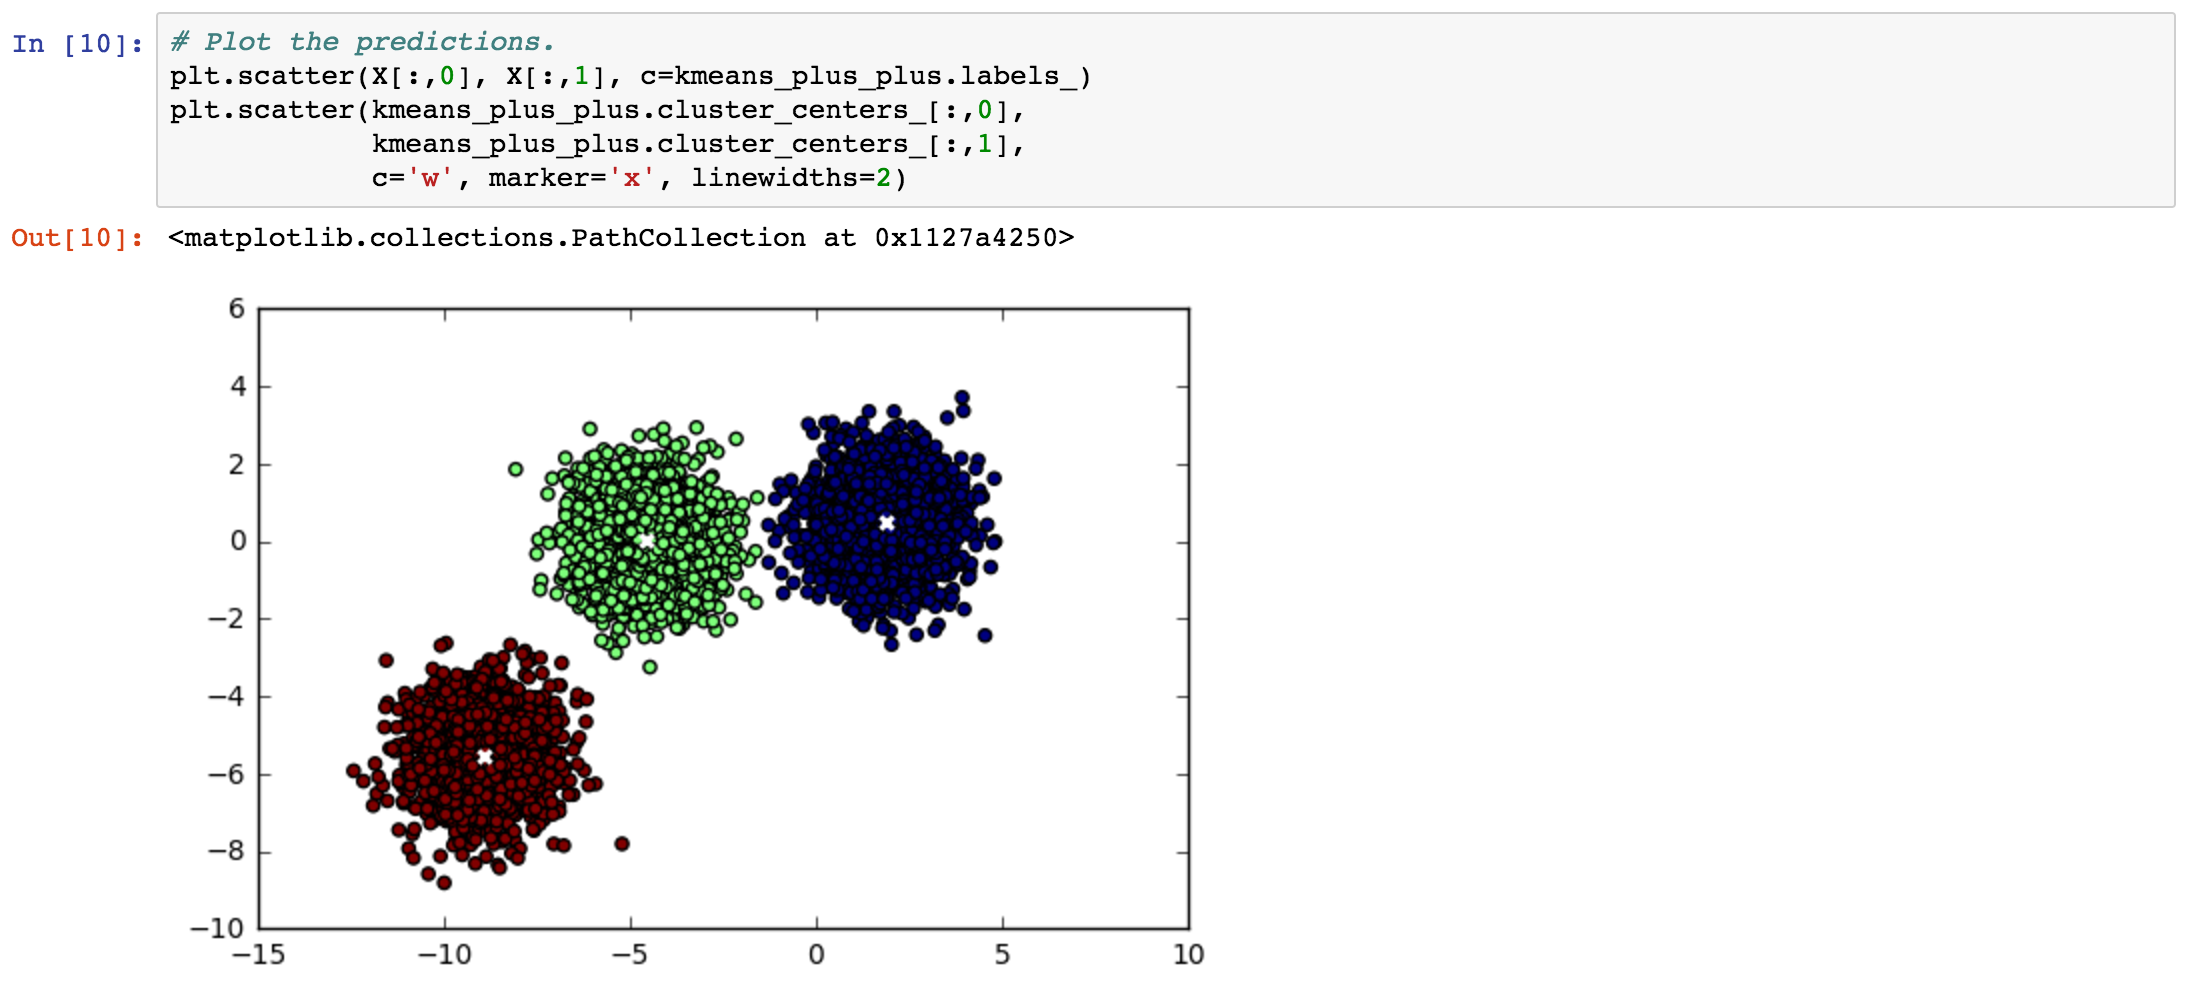 In [10]: # Plot the predictions.
plt.scatter(X[:,0], X[:,1], c=kmeans_plus_plus.labels_)
plt.scatter(kmeans_plus_plus.cluster_centers_[:,0],
            kmeans_plus_plus.cluster_centers_[:,1],
            c='w', marker='x', linewidths=2)
Out[10]: <matplotlib.collections.PathCollection at 0x1127a4250>
6
4
2
0
−2
−4
−6
−8
−10
−15 −10 −5 0 5 10